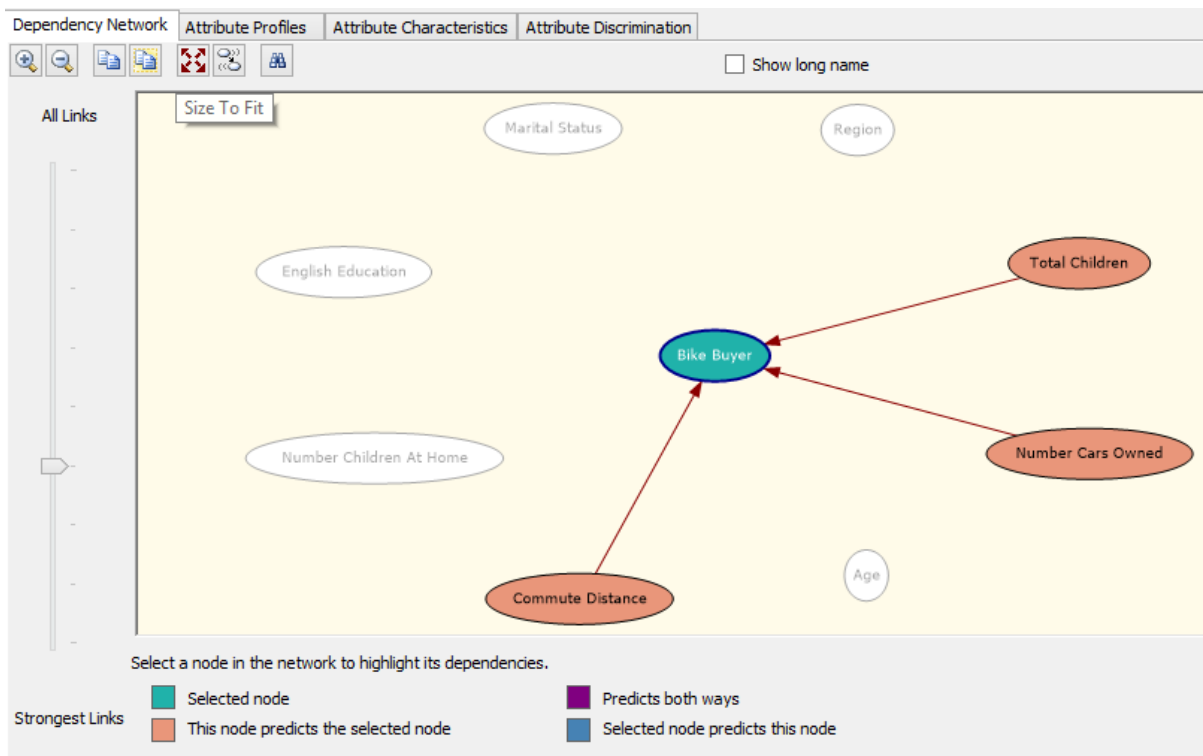 Dependency Network Attribute Profiles Attribute Characteristics Attribute Discrimination
Show long name
Size To Fit
All Links
Marital Status
Region
English Education
Total Children
Bike Buyer
Number Children At Home
Number Cars Owned
Age
Commute Distance
Select a node in the network to highlight its dependencies.
Selected node
Predicts both ways
Strongest Links
This node predicts the selected node
Selected node predicts this node